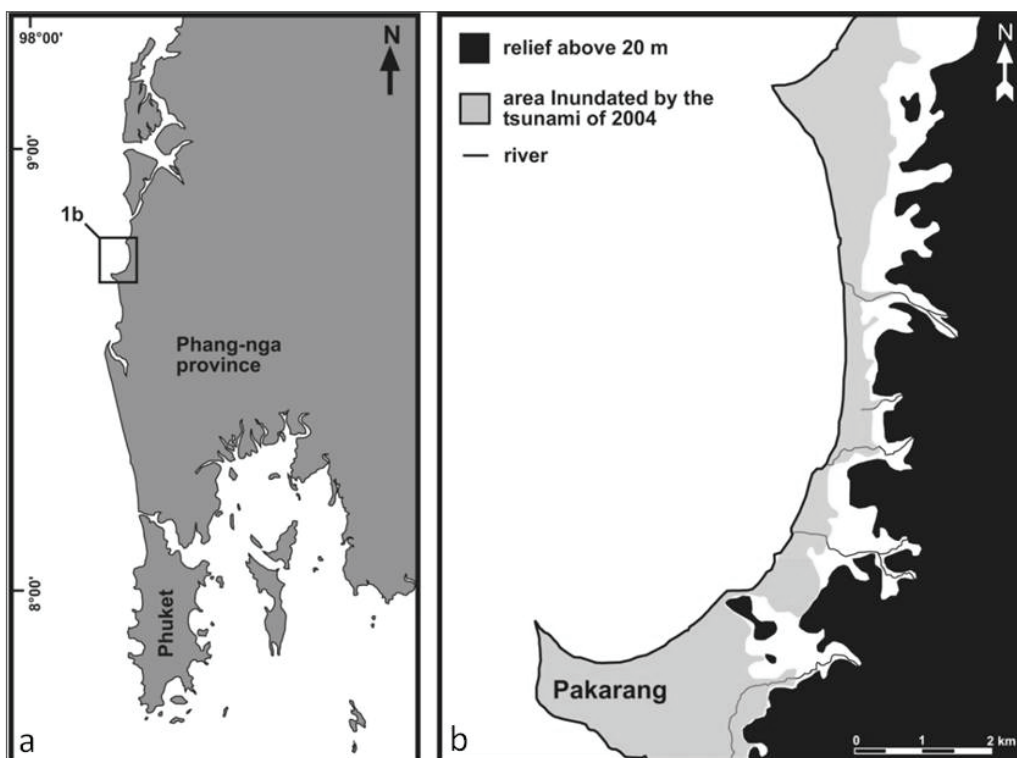 98°00'
N
9°00'
1b
Phang-nga
province
8°00'
Phuket
a
relief above 20 m
area Inundated by the
tsunami of 2004
river
N
Pakarang
0 1 2 km
b